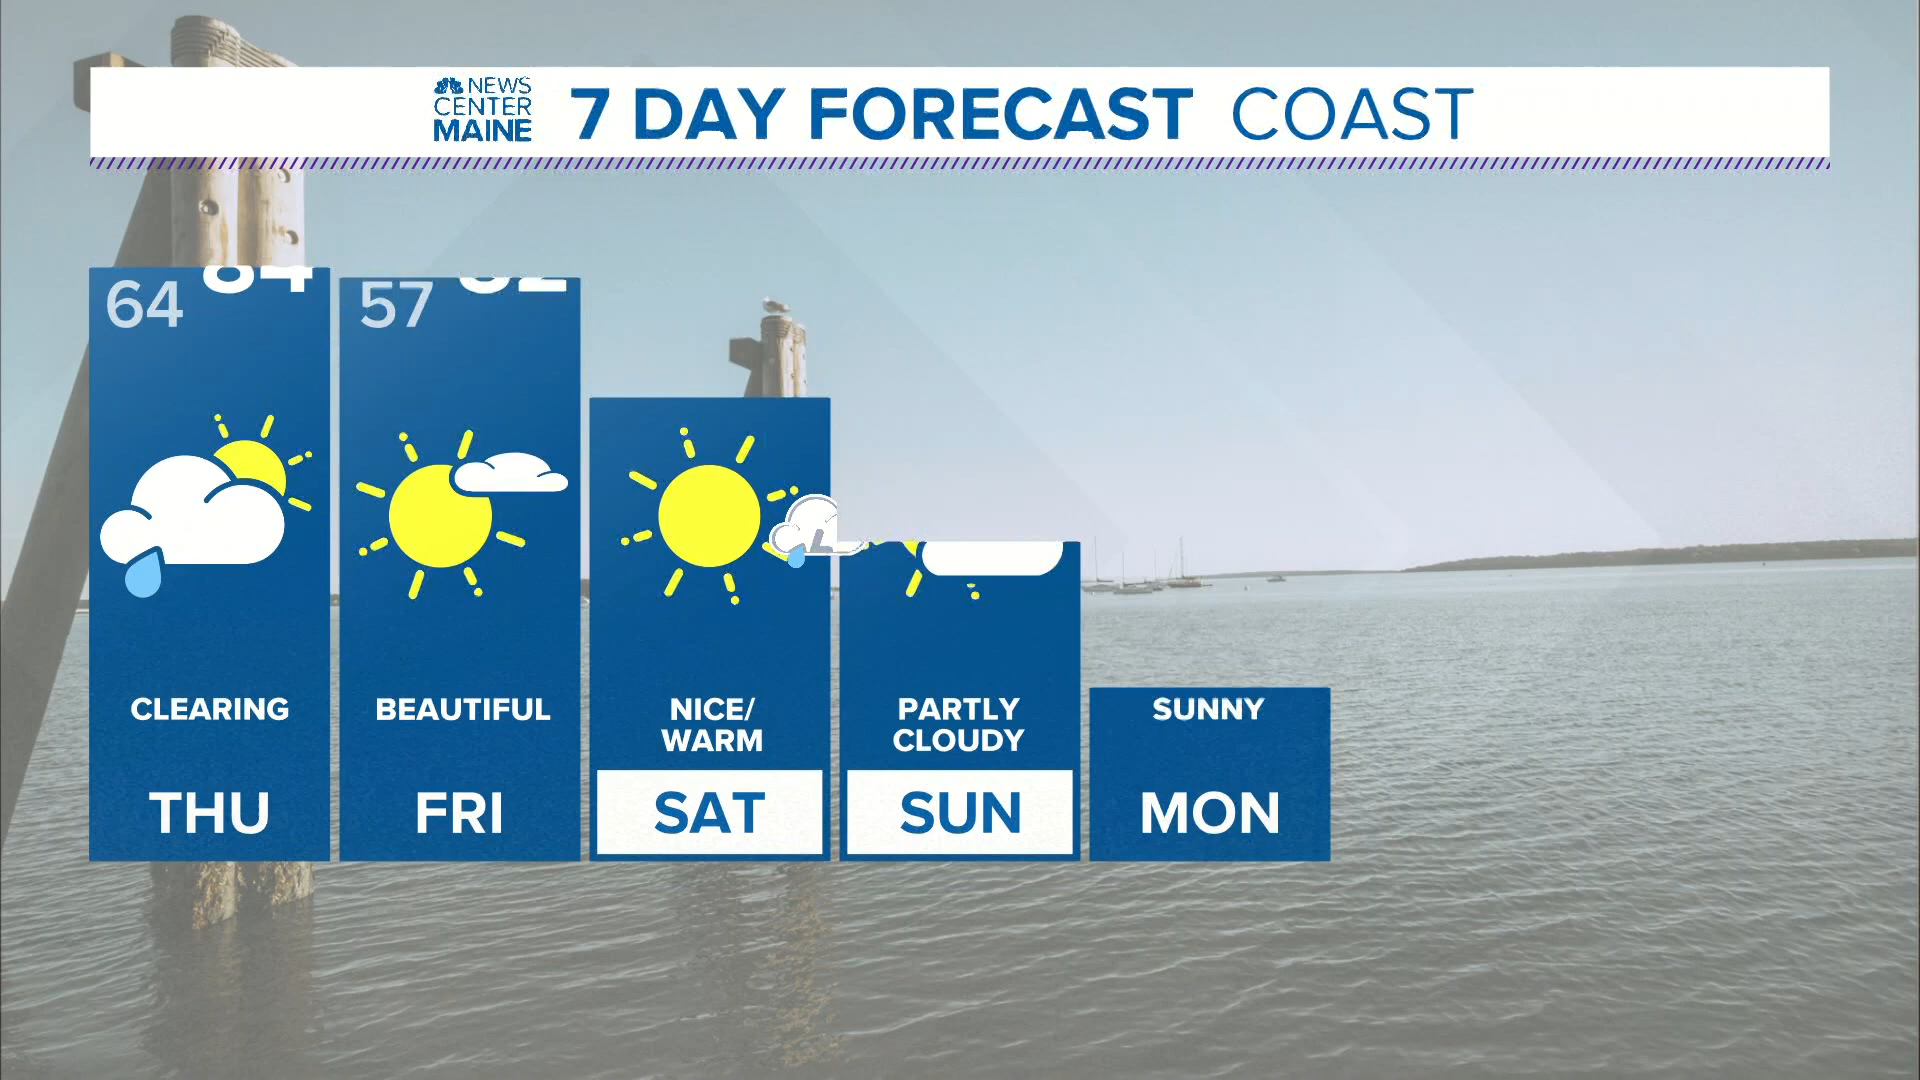 NEWS
CENTER
MAINE
7 DAY FORECAST COAST
64
57
CLEARING
BEAUTIFUL
NICE/
WARM
PARTLY
CLOUDY
SUNNY
THU
FRI
SAT
SUN
MON